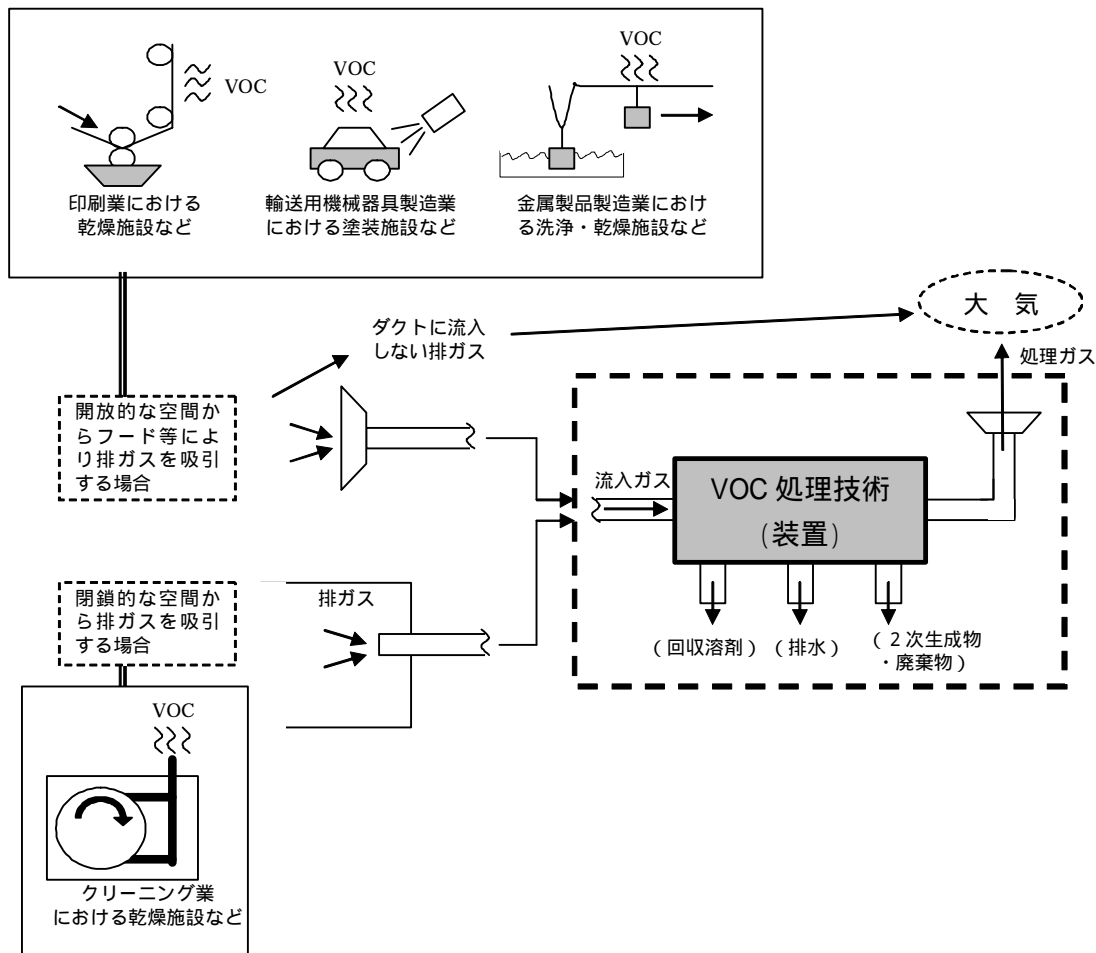 VOC
VOC
VOC
印刷業における
乾燥施設など
輸送用機械器具製造業
における塗装施設など
金属製品製造業におけ
る洗浄・乾燥施設など
ダクトに流入
しない排ガス
大 気
処理ガス
開放的な空間か
らフード等によ
り排ガスを吸引
する場合
流入ガス
VOC 処理技術
(装置)
閉鎖的な空間か
ら排ガスを吸引
する場合
排ガス
(回収溶剤)
(排水)
(2次生成物
・廃棄物)
VOC
クリーニング業
における乾燥施設など